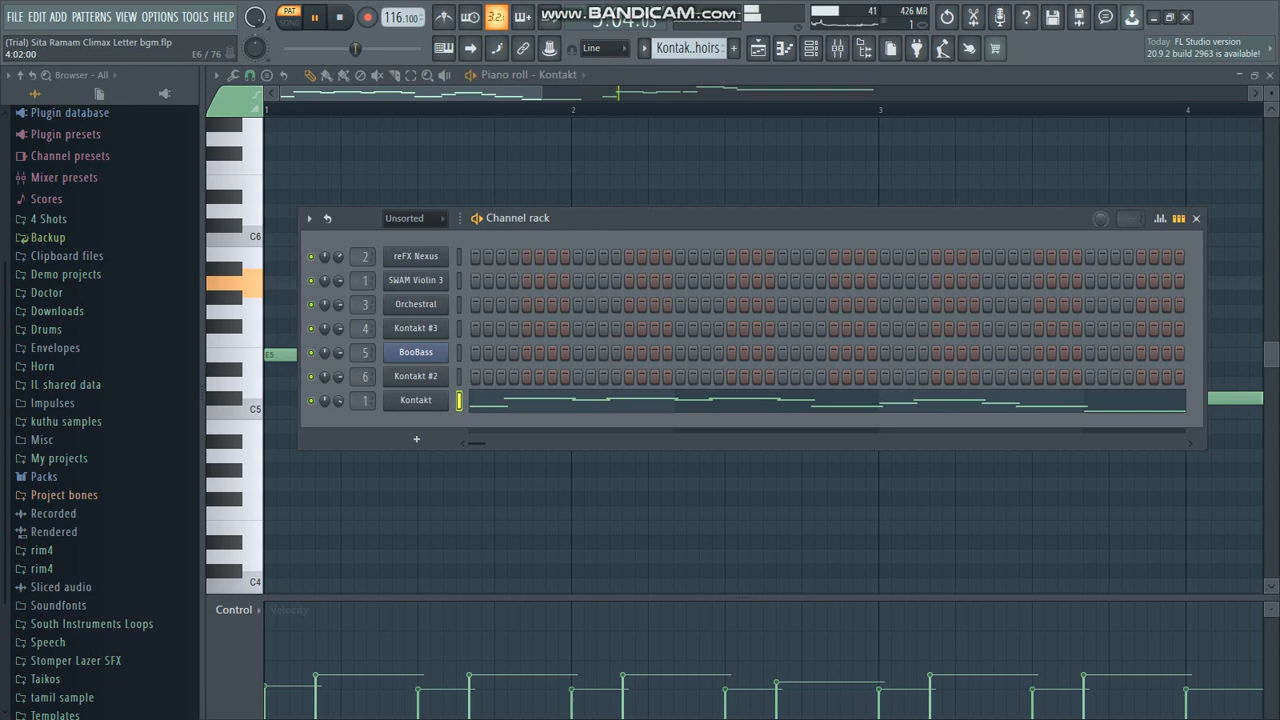 FILE EDIT ADD PATTERNS VIEW OPTIONS TOOLS HELP
PAT
SONG
116.100
3.2
www.BANDICAM.com
41
426 MB
(Trial) Sita Ramam Climax Letter bgm.flp
4:02:00
E6 / 76
Line
Kontak..hoirs
Today FL Studio version
20.9.2 build 2963 is available!
Browser - All
Piano roll - Kontakt
1
2
3
4
Plugin database
Plugin presets
Channel presets
Mixer presets
Scores
4 Shots
Backup
Clipboard files
Demo projects
Doctor
Downloads
Drums
Envelopes
Horn
IL shared data
Impulses
kuthu samples
Misc
My projects
Packs
Project bones
Recorded
Rendered
rim4
rim4
Sliced audio
Soundfonts
South Instruments Loops
Speech
Stomper Lazer SFX
Taikos
tamil sample
Templates
C6
E5
C5
C4
Unsorted
Channel rack
2 reFX Nexus
1 SWAM Violin 3
3 Orchestral
4 Kontakt #3
5 BooBass
6 Kontakt #2
1 Kontakt
+
Control
Velocity